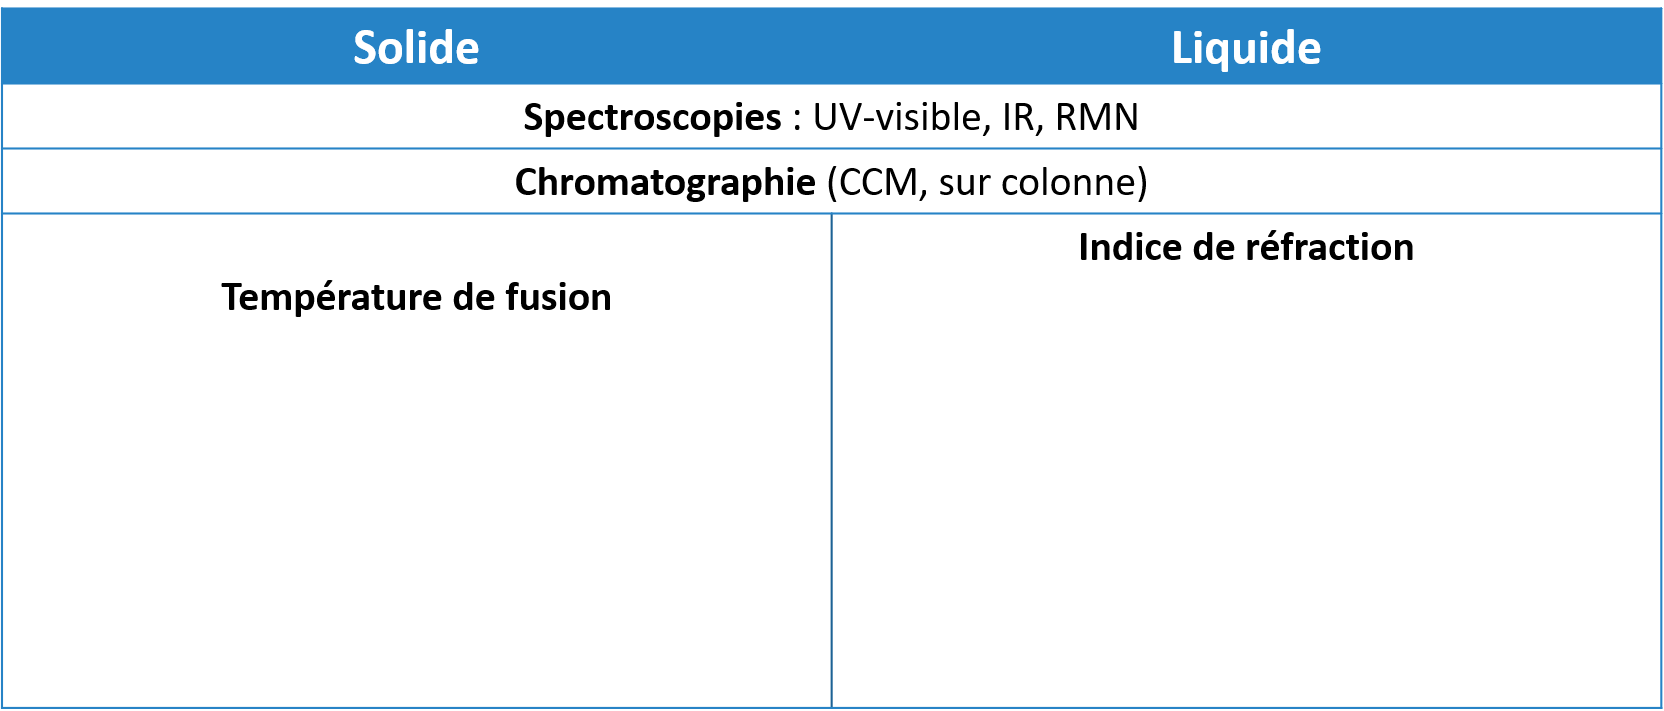 Solide
Liquide
Spectroscopies : UV-visible, IR, RMN
Chromatographie (CCM, sur colonne)
Température de fusion
Indice de réfraction